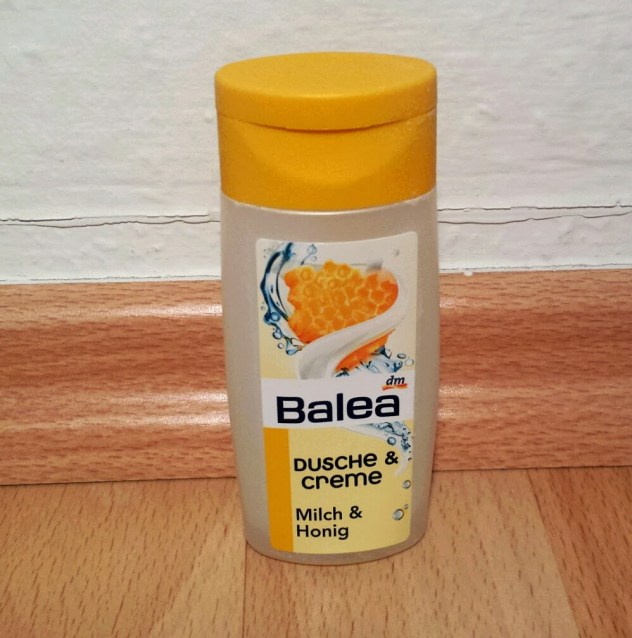 dm
Balea
DUSCHE &
creme
Milch &
Honig